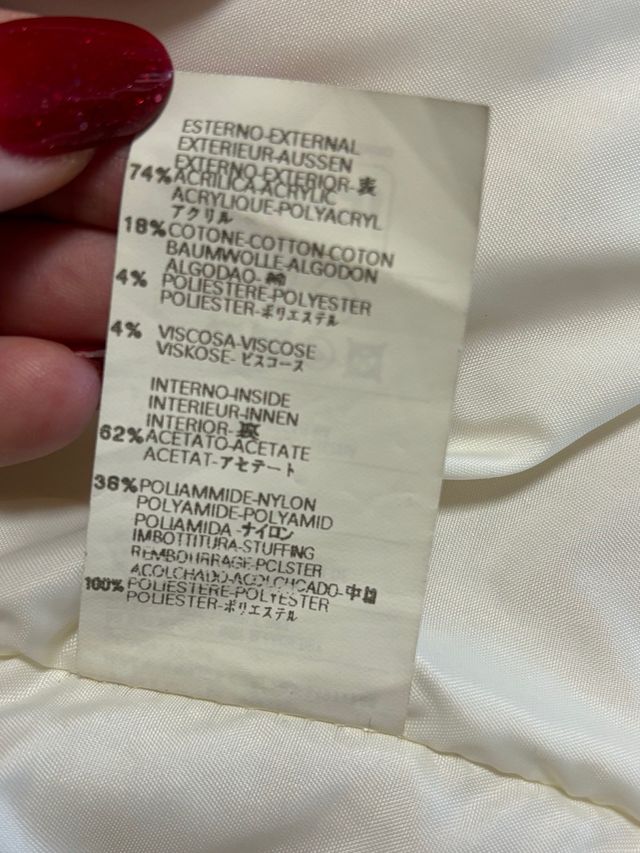 ESTERNO-EXTERNAL
EXTERIEUR-AUSSEN
EXTERNO-EXTERIOR-表
74% ACRILICA-ACRYLIC
ACRYLIQUE-POLYACRYL
アクリル
18% COTONE-COTTON-COTON
BAUMWOLLE-ALGODON
ALGODAO-綿
4% POLIESTERE-POLYESTER
POLIESTER-ポリエステル
4% VISCOSA-VISCOSE
VISKOSE-ビスコース
INTERNO-INSIDE
INTERIEUR-INNEN
INTERIOR-裏
62% ACETATO-ACETATE
ACETAT-アセテート
38% POLIAMMIDE-NYLON
POLYAMIDE-POLYAMID
POLIAMIDA-ナイロン
IMBOTTITURA-STUFFING
REMBOURRAGE-POLSTER
ACOLCHADO-ACOLCHOADO-中綿
100% POLIESTERE-POLYESTER
POLIESTER-ポリエステル